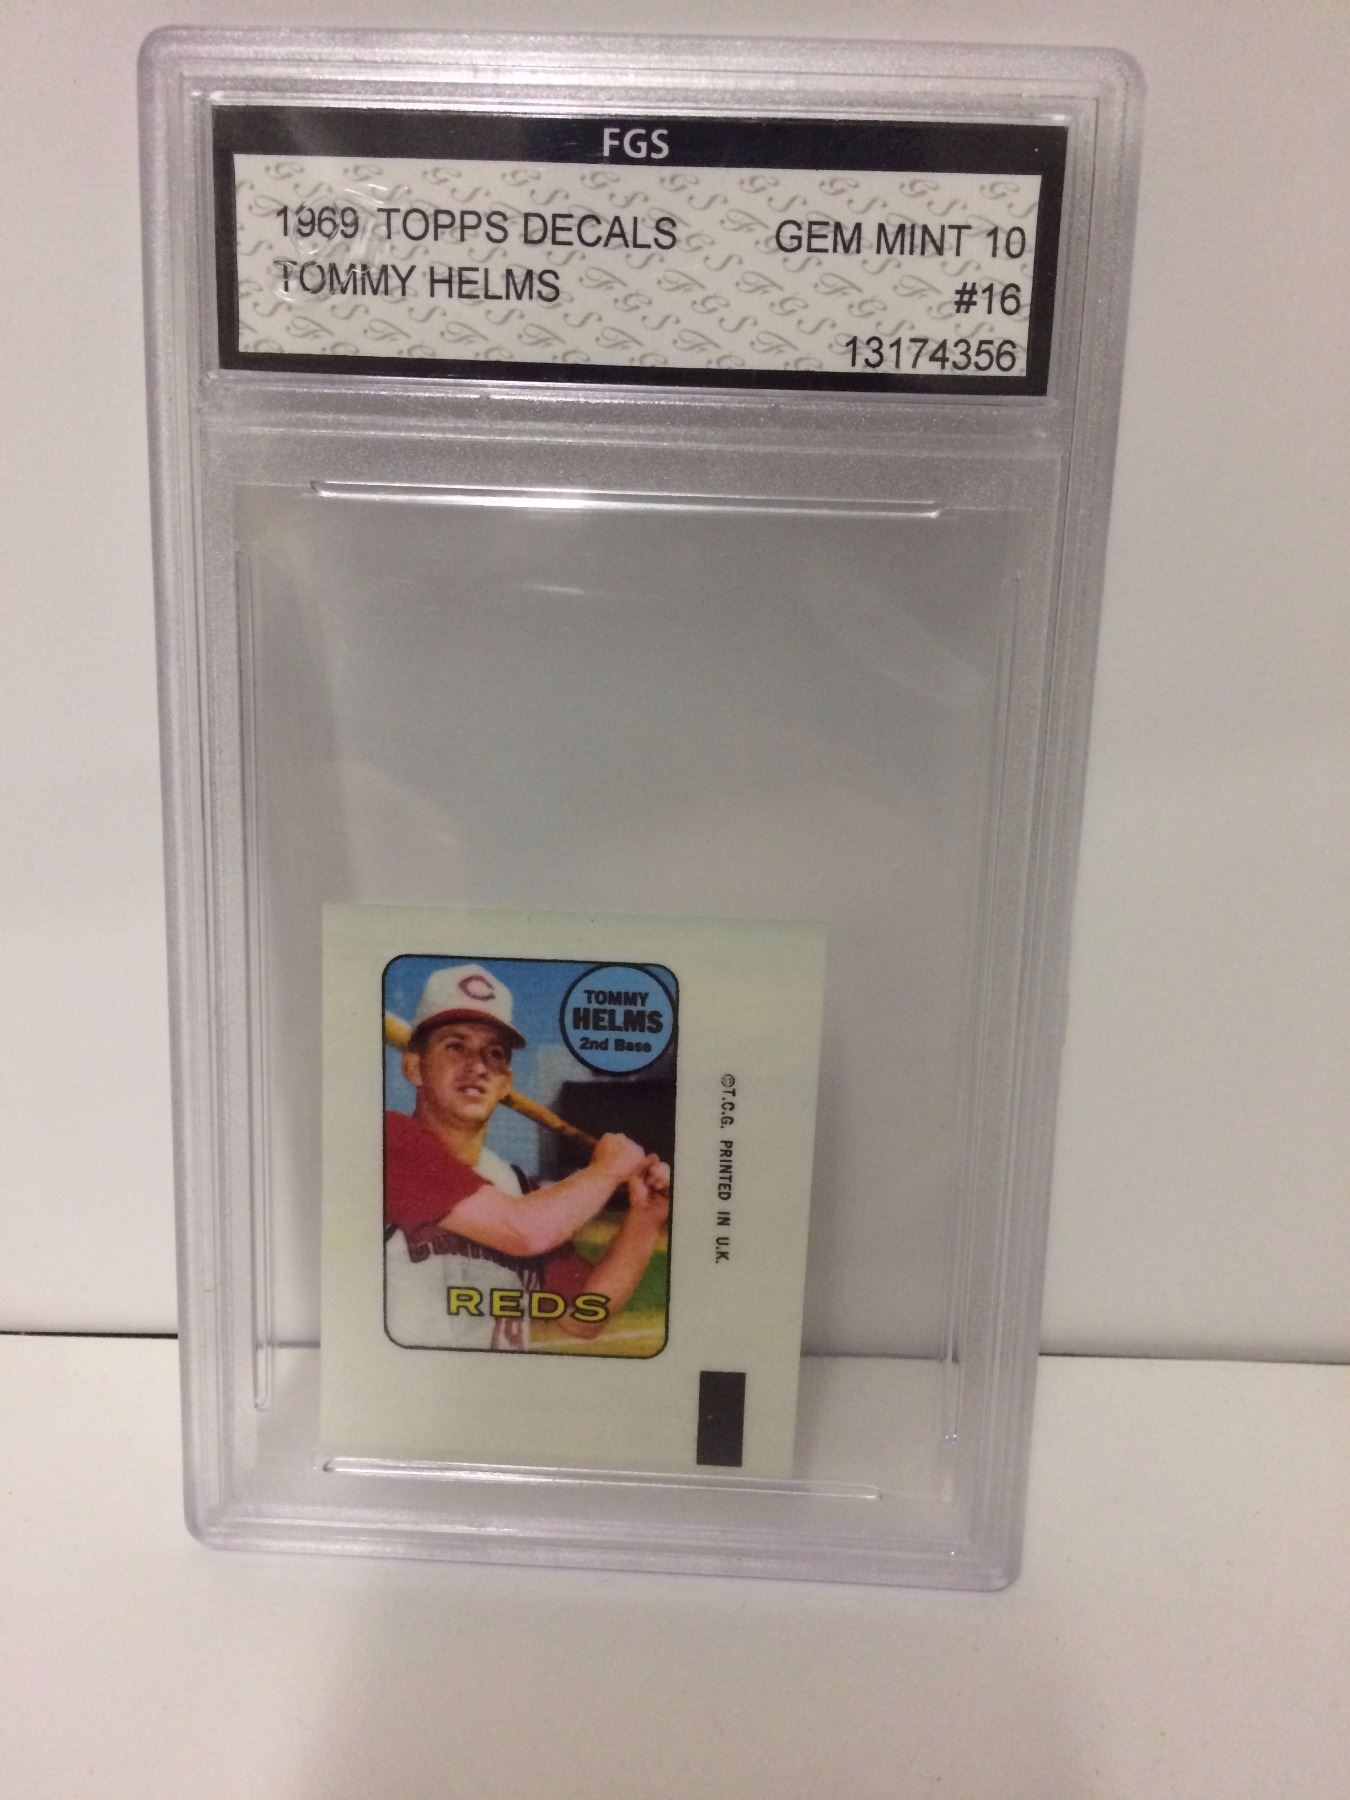 FGS
1969 TOPPS DECALS GEM MINT 10
TOMMY HELMS #16
13174356
TOMMY
HELMS
2nd Base
REDS
©T.C.G. PRINTED IN U.K.